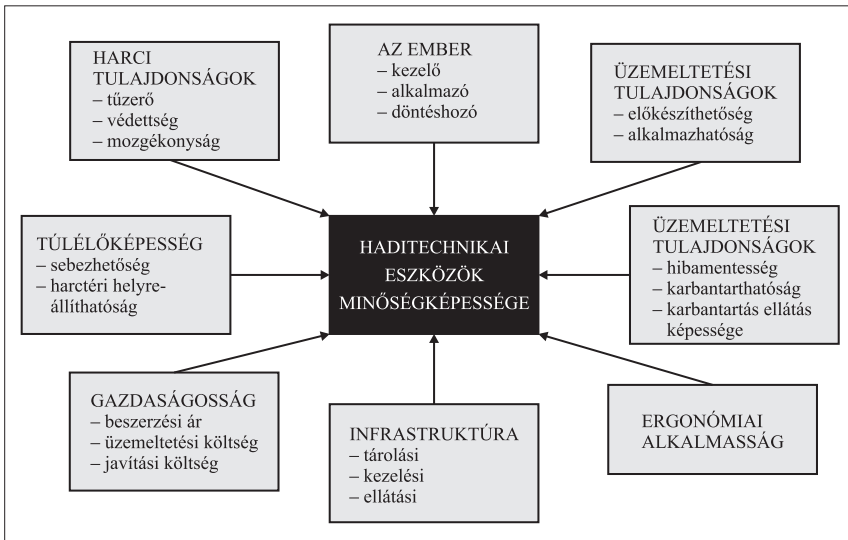 HARCI
TULAJDONSÁGOK
– tűzerő
– védettség
– mozgékonyság
AZ EMBER
– kezelő
– alkalmazó
– döntéshozó
ÜZEMELTETÉSI
TULAJDONSÁGOK
– előkészíthetőség
– alkalmazhatóság
TÚLÉLŐKÉPESSÉG
– sebezhetőség
– harctéri helyre-
állíthatóság
HADITECHNIKAI
ESZKÖZÖK
MINŐSÉGKÉPESSÉGE
ÜZEMELTETÉSI
TULAJDONSÁGOK
– hibamentesség
– karbantarthatóság
– karbantartás ellátás
képessége
GAZDASÁGOSSÁG
– beszerzési ár
– üzemeltetési költség
– javítási költség
INFRASTRUKTÚRA
– tárolási
– kezelési
– ellátási
ERGONÓMIAI
ALKALMASSÁG